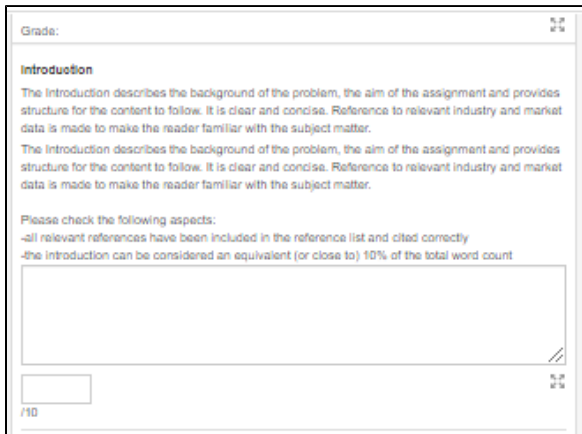 Grade:
Introduction
The Introduction describes the background of the problem, the aim of the assignment and provides
structure for the content to follow. It is clear and concise. Reference to relevant industry and market
data is made to make the reader familiar with the subject matter.
The Introduction describes the background of the problem, the aim of the assignment and provides
structure for the content to follow. It is clear and concise. Reference to relevant industry and market
data is made to make the reader familiar with the subject matter.
Please check the following aspects:
-all relevant references have been included in the reference list and cited correctly
-the introduction can be considered an equivalent (or close to) 10% of the total word count
/10